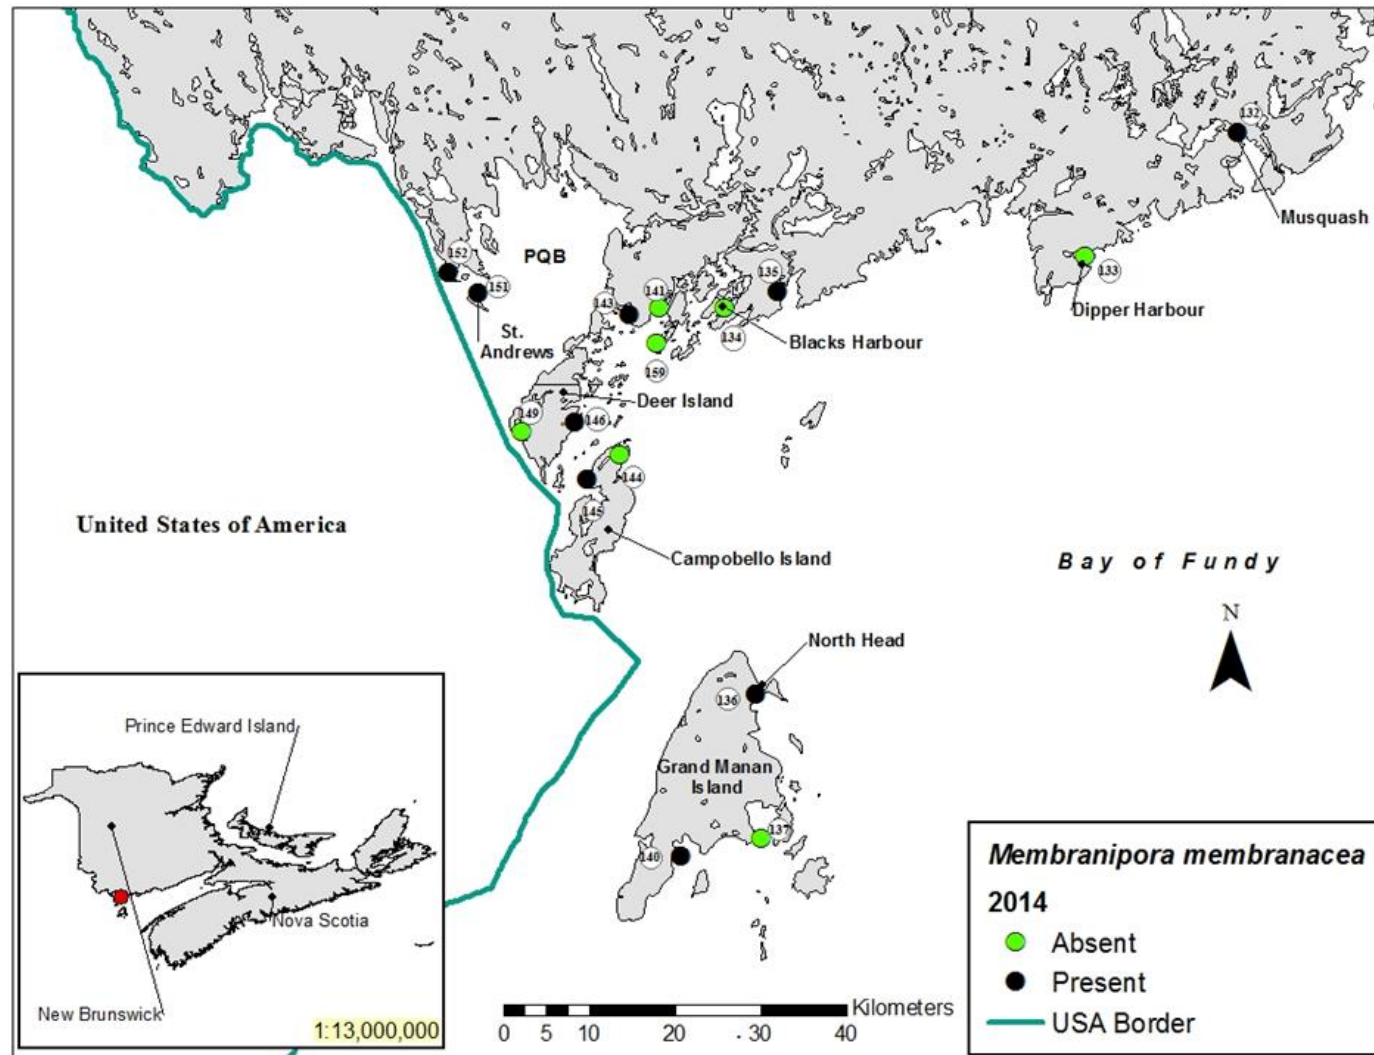 132
Musquash
152
PQB
151
135
141
143
133
Dipper Harbour
St.
Andrews
134
Blacks Harbour
159
Deer Island
149
146
144
145
United States of America
Campobello Island
Bay of Fundy
N
North Head
136
Grand Manan
Island
137
140
Prince Edward Island
Nova Scotia
New Brunswick
1:13,000,000
Kilometers
0 5 10 20 30 40
Membranipora membranacea
2014
Absent
Present
USA Border